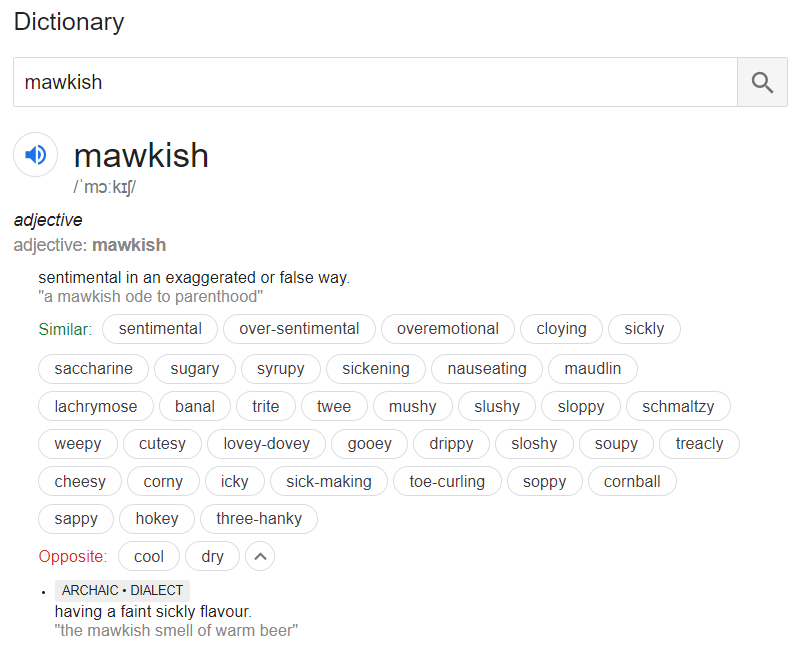 Dictionary
mawkish
mawkish
/ˈmɔːkɪʃ/
adjective
adjective: mawkish
sentimental in an exaggerated or false way.
"a mawkish ode to parenthood"
Similar: sentimental over-sentimental overemotional cloying sickly
saccharine sugary syrupy sickening nauseating maudlin
lachrymose banal trite twee mushy slushy sloppy schmaltzy
weepy cutesy lovey-dovey gooey drippy sloshy soupy treacly
cheesy corny icky sick-making toe-curling soppy cornball
sappy hokey three-hanky
Opposite: cool dry
• ARCHAIC • DIALECT
having a faint sickly flavour.
"the mawkish smell of warm beer"